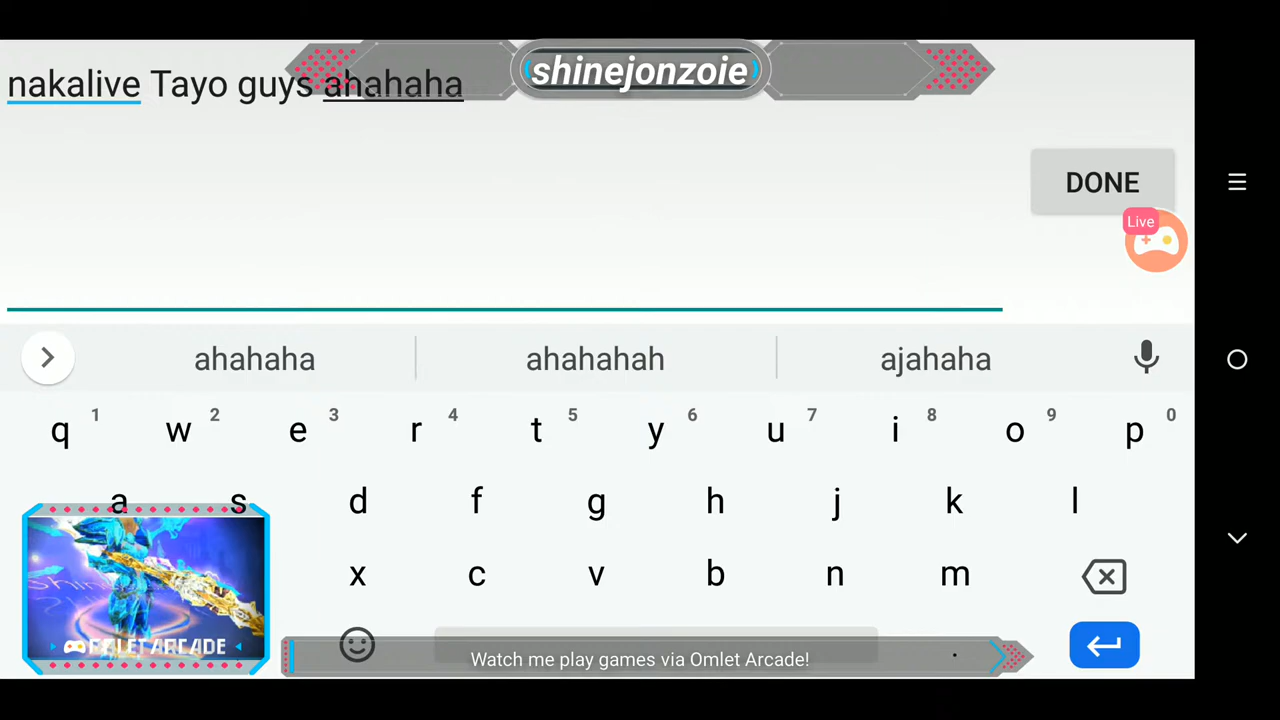 shinejonzoie
nakalive Tayo guys ahahaha
DONE
Live
ahahaha ahahahah ajahaha
1 2 3 4 5 6 7 8 9 0
q w e r t y u i o p
a s d f g h j k l
x c v b n m
OMLET ARCADE
Watch me play games via Omlet Arcade!
.